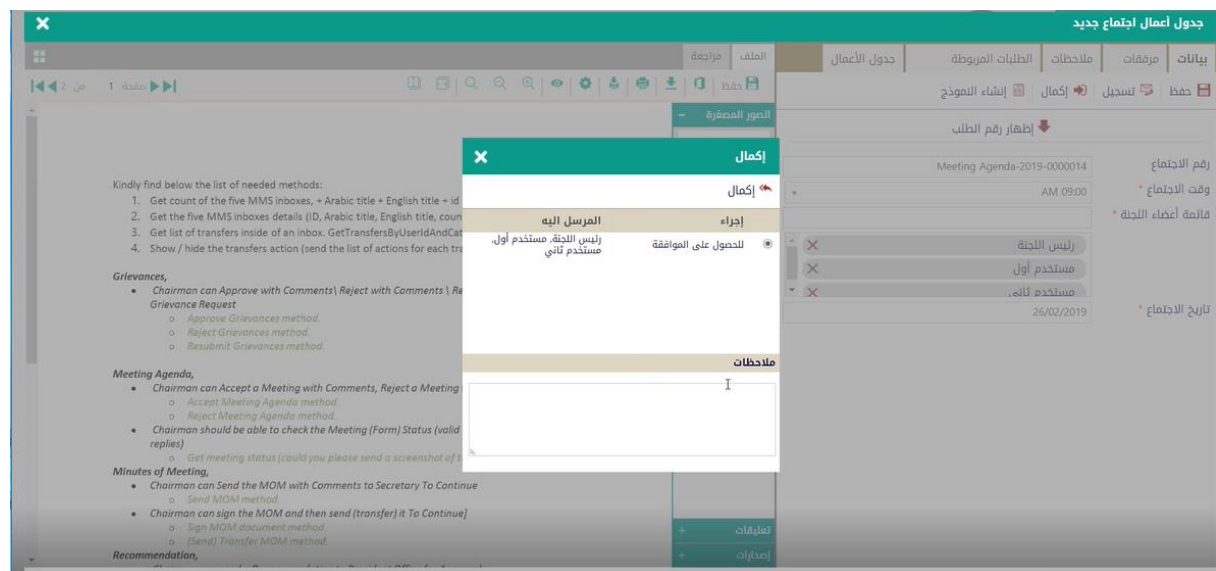 جدول أعمال اجتماع جديد
بيانات
مرفقات
ملاحظات
الطلبات المربوطة
جدول الأعمال
الملف
مراجعة
حفظ
تسجيل
إكمال
إنشاء النموذج
حفظ
صفحة 1 من 2
إظهار رقم الطلب
الصور المصغرة
رقم الاجتماع
Meeting Agenda-2019-0000014
وقت الاجتماع *
09:00 AM
قائمة أعضاء اللجنة *
رئيس اللجنة
مستخدم أول
مستخدم ثاني
تاريخ الاجتماع *
26/02/2019
إكمال
إكمال
إجراء
المرسل اليه
للحصول على الموافقة
رئيس اللجنة, مستخدم أول,
مستخدم ثاني
ملاحظات
تعليقات
إصدارات
Kindly find below the list of needed methods:
1. Get count of the five MMS inboxes, + Arabic title + English title + id
2. Get the five MMS inboxes details (ID, Arabic title, English title, coun
3. Get list of transfers inside of an inbox. GetTransfersByUserIdAndCat
4. Show / hide the transfers action (send the list of actions for each tra
Grievances,
• Chairman can Approve with Comments\ Reject with Comments \ Re
Grievance Request
o Approve Grievances method.
o Reject Grievances method.
o Resubmit Grievances method.
Meeting Agenda,
• Chairman can Accept a Meeting with Comments, Reject a Meeting
o Accept Meeting Agenda method.
o Reject Meeting Agenda method.
• Chairman should be able to check the Meeting (Form) Status (valid
replies)
o Get meeting status (could you please send a screenshot of t
Minutes of Meeting,
• Chairman can Send the MOM with Comments to Secretary To Continue
o Send MOM method.
• Chairman can sign the MOM and then send (transfer) it To Continue]
o Sign MOM document method.
o (Send) Transfer MOM method.
Recommendation,